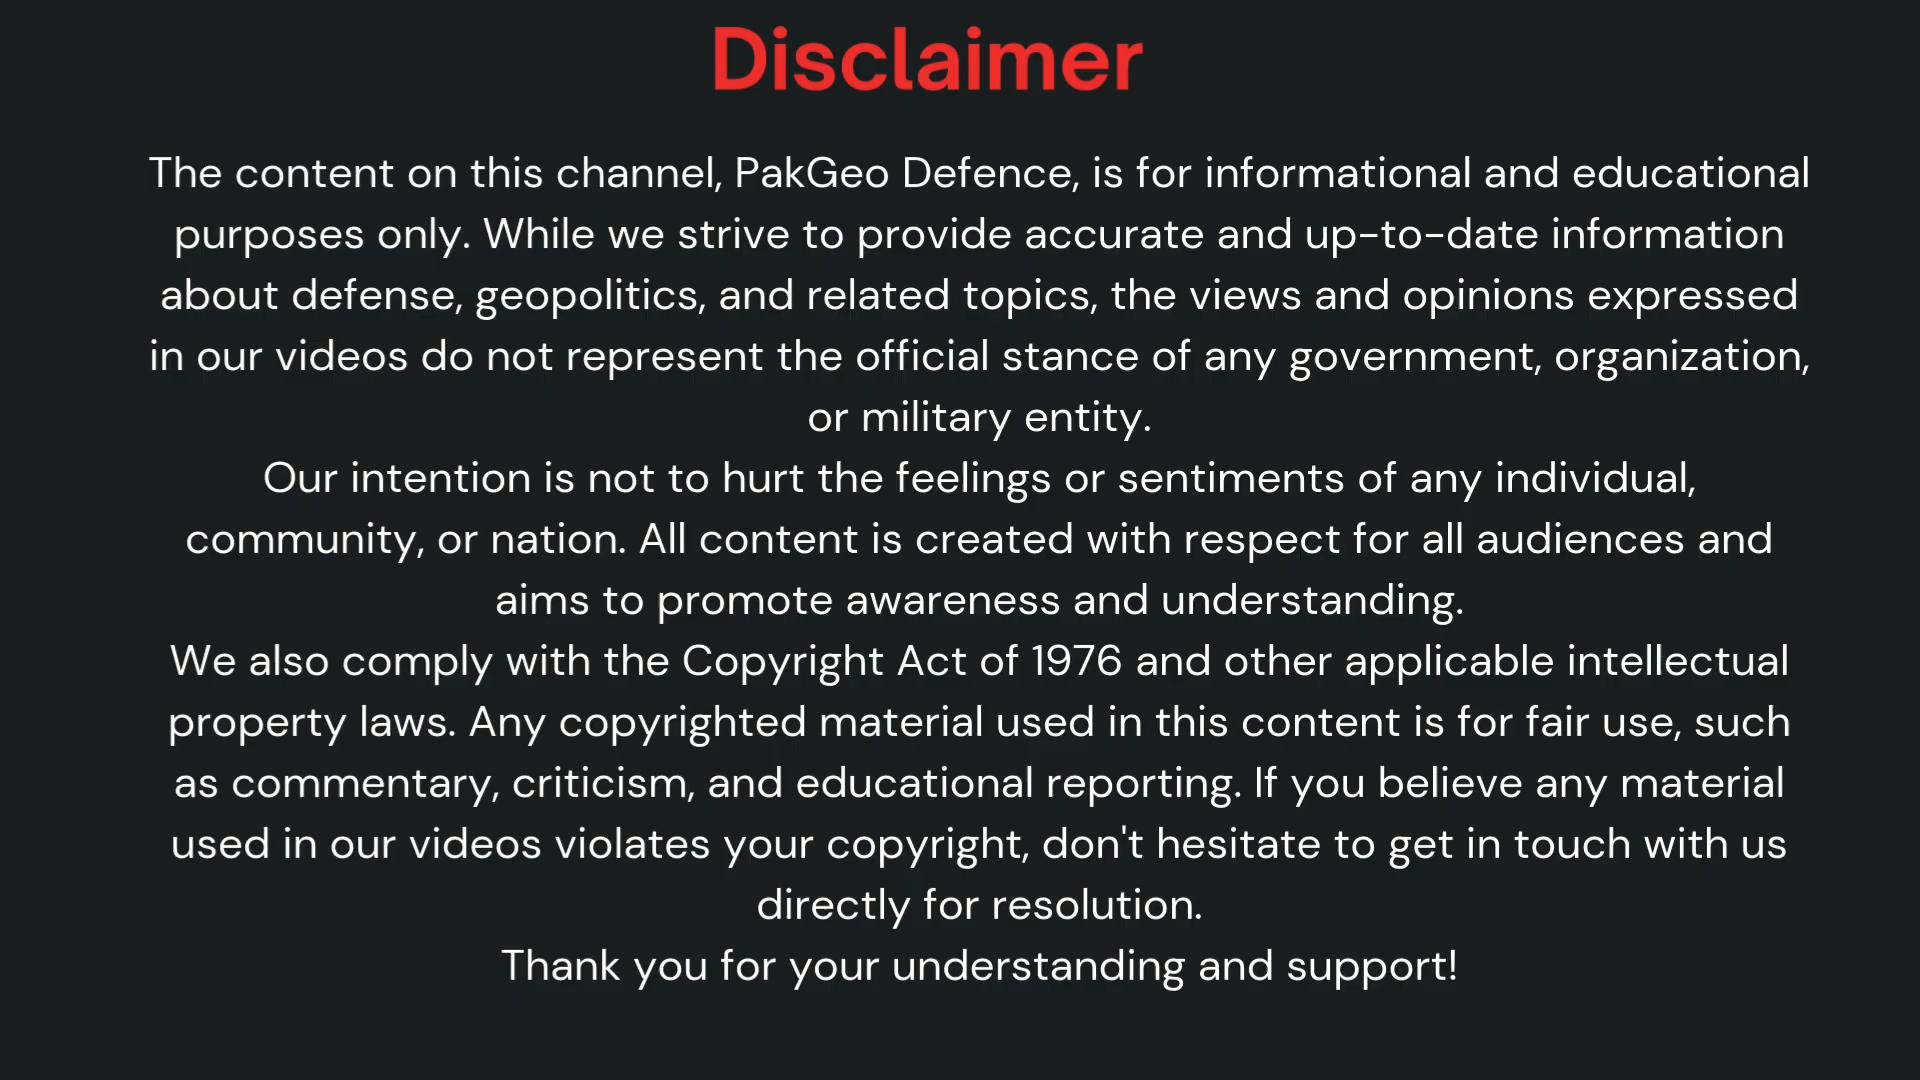 Disclaimer
The content on this channel, PakGeo Defence, is for informational and educational
purposes only. While we strive to provide accurate and up-to-date information
about defense, geopolitics, and related topics, the views and opinions expressed
in our videos do not represent the official stance of any government, organization,
or military entity.
Our intention is not to hurt the feelings or sentiments of any individual,
community, or nation. All content is created with respect for all audiences and
aims to promote awareness and understanding.
We also comply with the Copyright Act of 1976 and other applicable intellectual
property laws. Any copyrighted material used in this content is for fair use, such
as commentary, criticism, and educational reporting. If you believe any material
used in our videos violates your copyright, don't hesitate to get in touch with us
directly for resolution.
Thank you for your understanding and support!